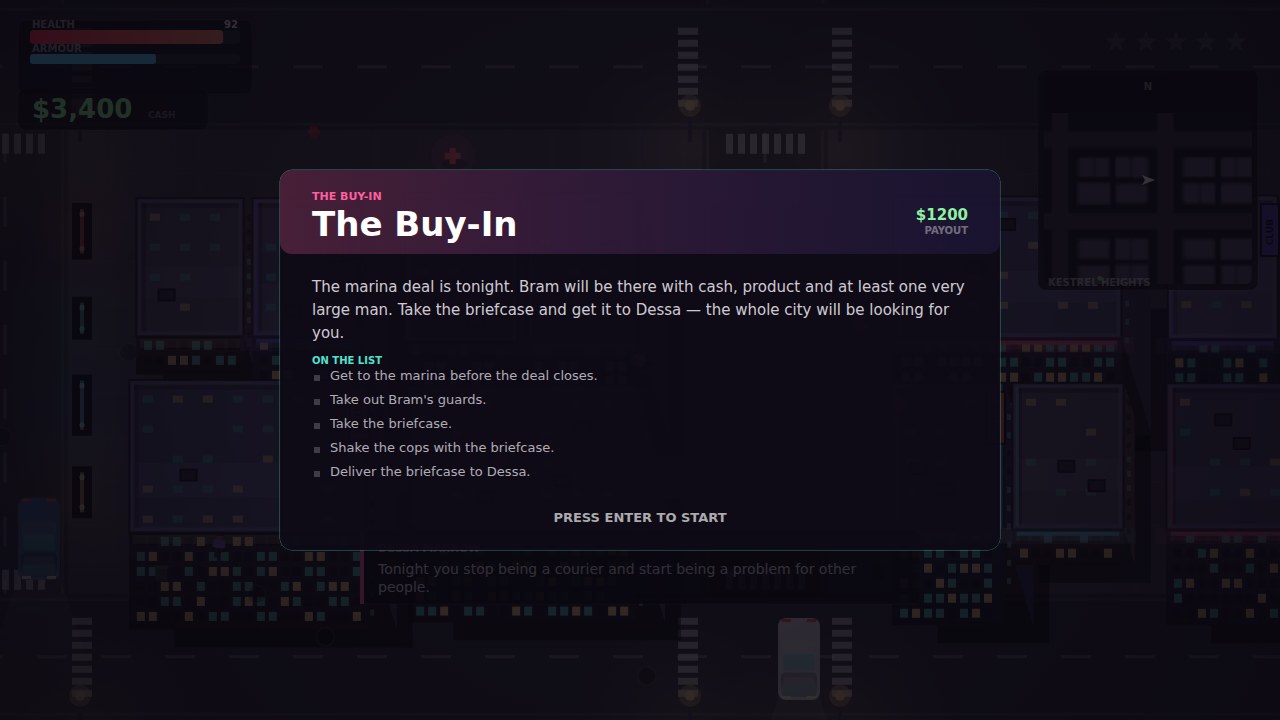 HEALTH 92
ARMOUR
$3,400 CASH
N
KESTREL HEIGHTS
CLUB
THE BUY-IN
The Buy-In
$1200
PAYOUT
The marina deal is tonight. Bram will be there with cash, product and at least one very
large man. Take the briefcase and get it to Dessa — the whole city will be looking for
you.
ON THE LIST
Get to the marina before the deal closes.
Take out Bram's guards.
Take the briefcase.
Shake the cops with the briefcase.
Deliver the briefcase to Dessa.
PRESS ENTER TO START
Tonight you stop being a courier and start being a problem for other
people.